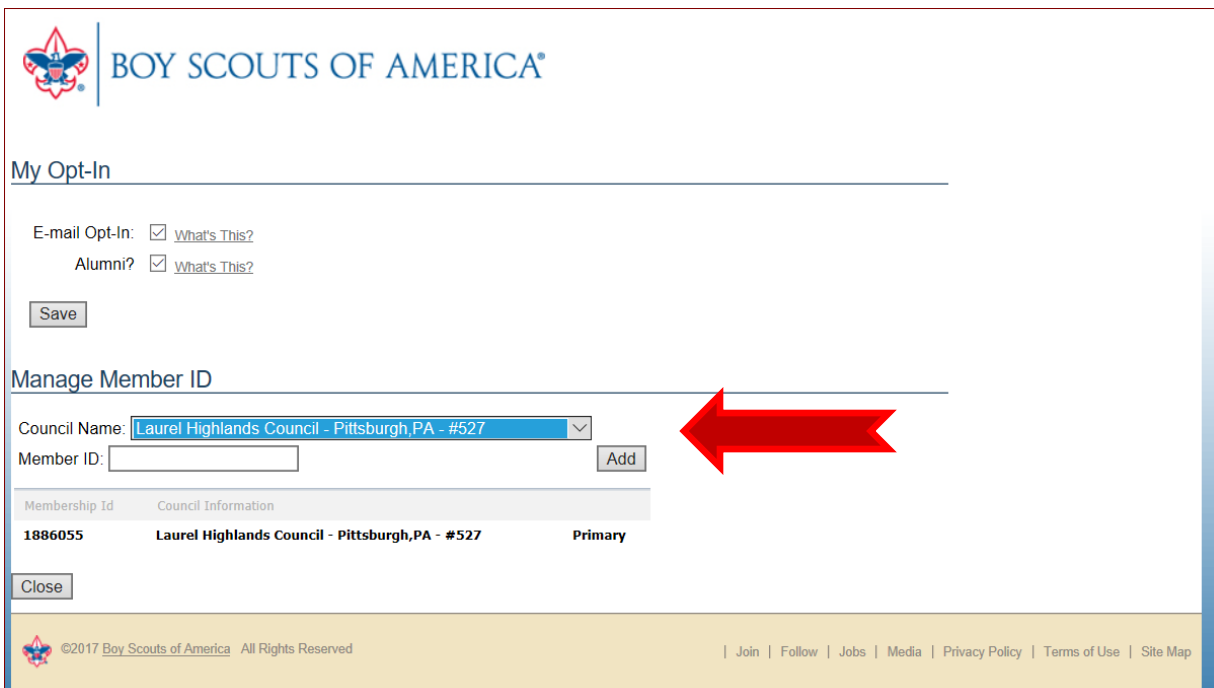 BOY SCOUTS OF AMERICA®
My Opt-In
E-mail Opt-In: What's This?
Alumni? What's This?
Save
Manage Member ID
Council Name: Laurel Highlands Council - Pittsburgh,PA - #527
Member ID: Add
Membership Id Council Information
1886055 Laurel Highlands Council - Pittsburgh,PA - #527 Primary
Close
©2017 Boy Scouts of America All Rights Reserved | Join | Follow | Jobs | Media | Privacy Policy | Terms of Use | Site Map